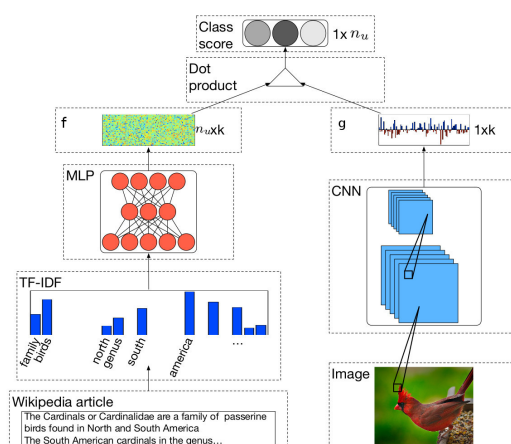 Class
score
1x n_u
Dot
product
f
n_uxk
g
1xk
MLP
CNN
TF-IDF
family
birds
north
genus
south
america
...
Wikipedia article
The Cardinals or Cardinalidae are a family of passerine
birds found in North and South America
The South American cardinals in the genus...
Image